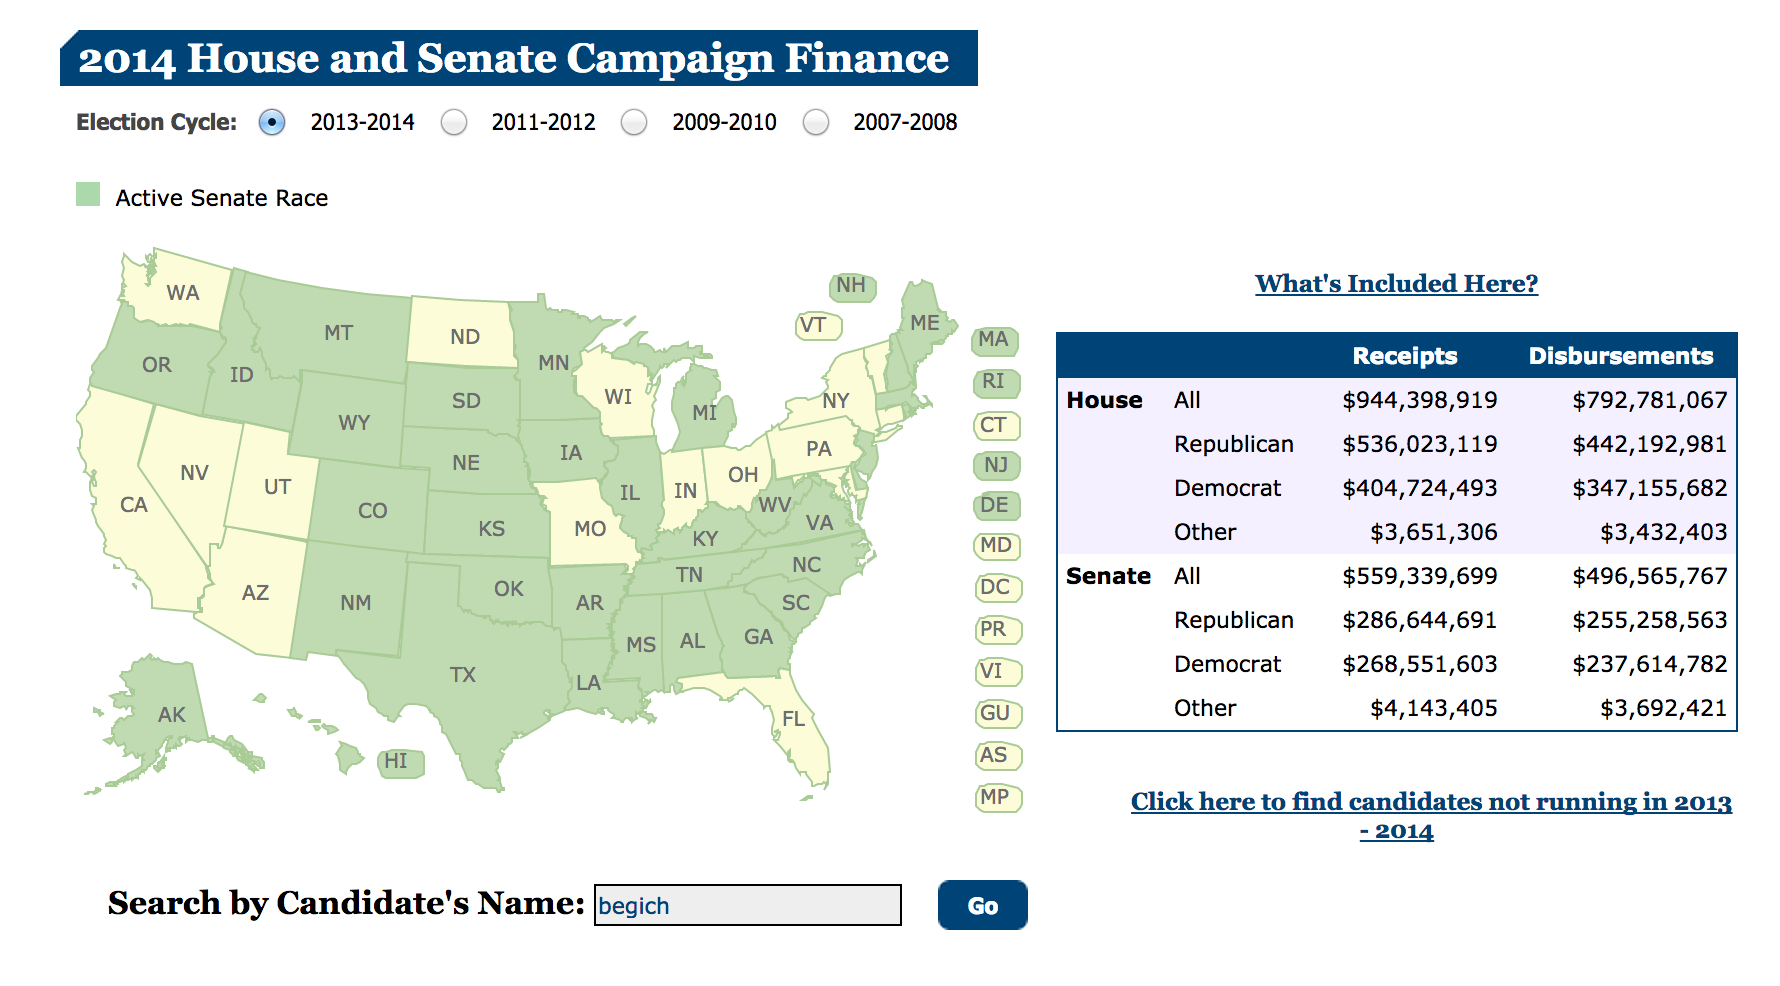 2014 House and Senate Campaign Finance
Election Cycle: 2013-2014 2011-2012 2009-2010 2007-2008
Active Senate Race
What's Included Here?
WA
MT
ND
MN
OR
ID
SD
WI
WY
MI
NY
NH
VT
ME
MA
RI
CT
NJ
DE
MD
DC
PR
VI
GU
AS
MP
IA
NE
PA
NV
UT
OH
IL
IN
CA
CO
WV
VA
KS
MO
KY
NC
TN
AZ
NM
OK
AR
SC
MS
AL
GA
TX
LA
AK
FL
HI
Receipts Disbursements
House All $944,398,919 $792,781,067
Republican $536,023,119 $442,192,981
Democrat $404,724,493 $347,155,682
Other $3,651,306 $3,432,403
Senate All $559,339,699 $496,565,767
Republican $286,644,691 $255,258,563
Democrat $268,551,603 $237,614,782
Other $4,143,405 $3,692,421
Click here to find candidates not running in 2013
- 2014
Search by Candidate's Name: begich Go